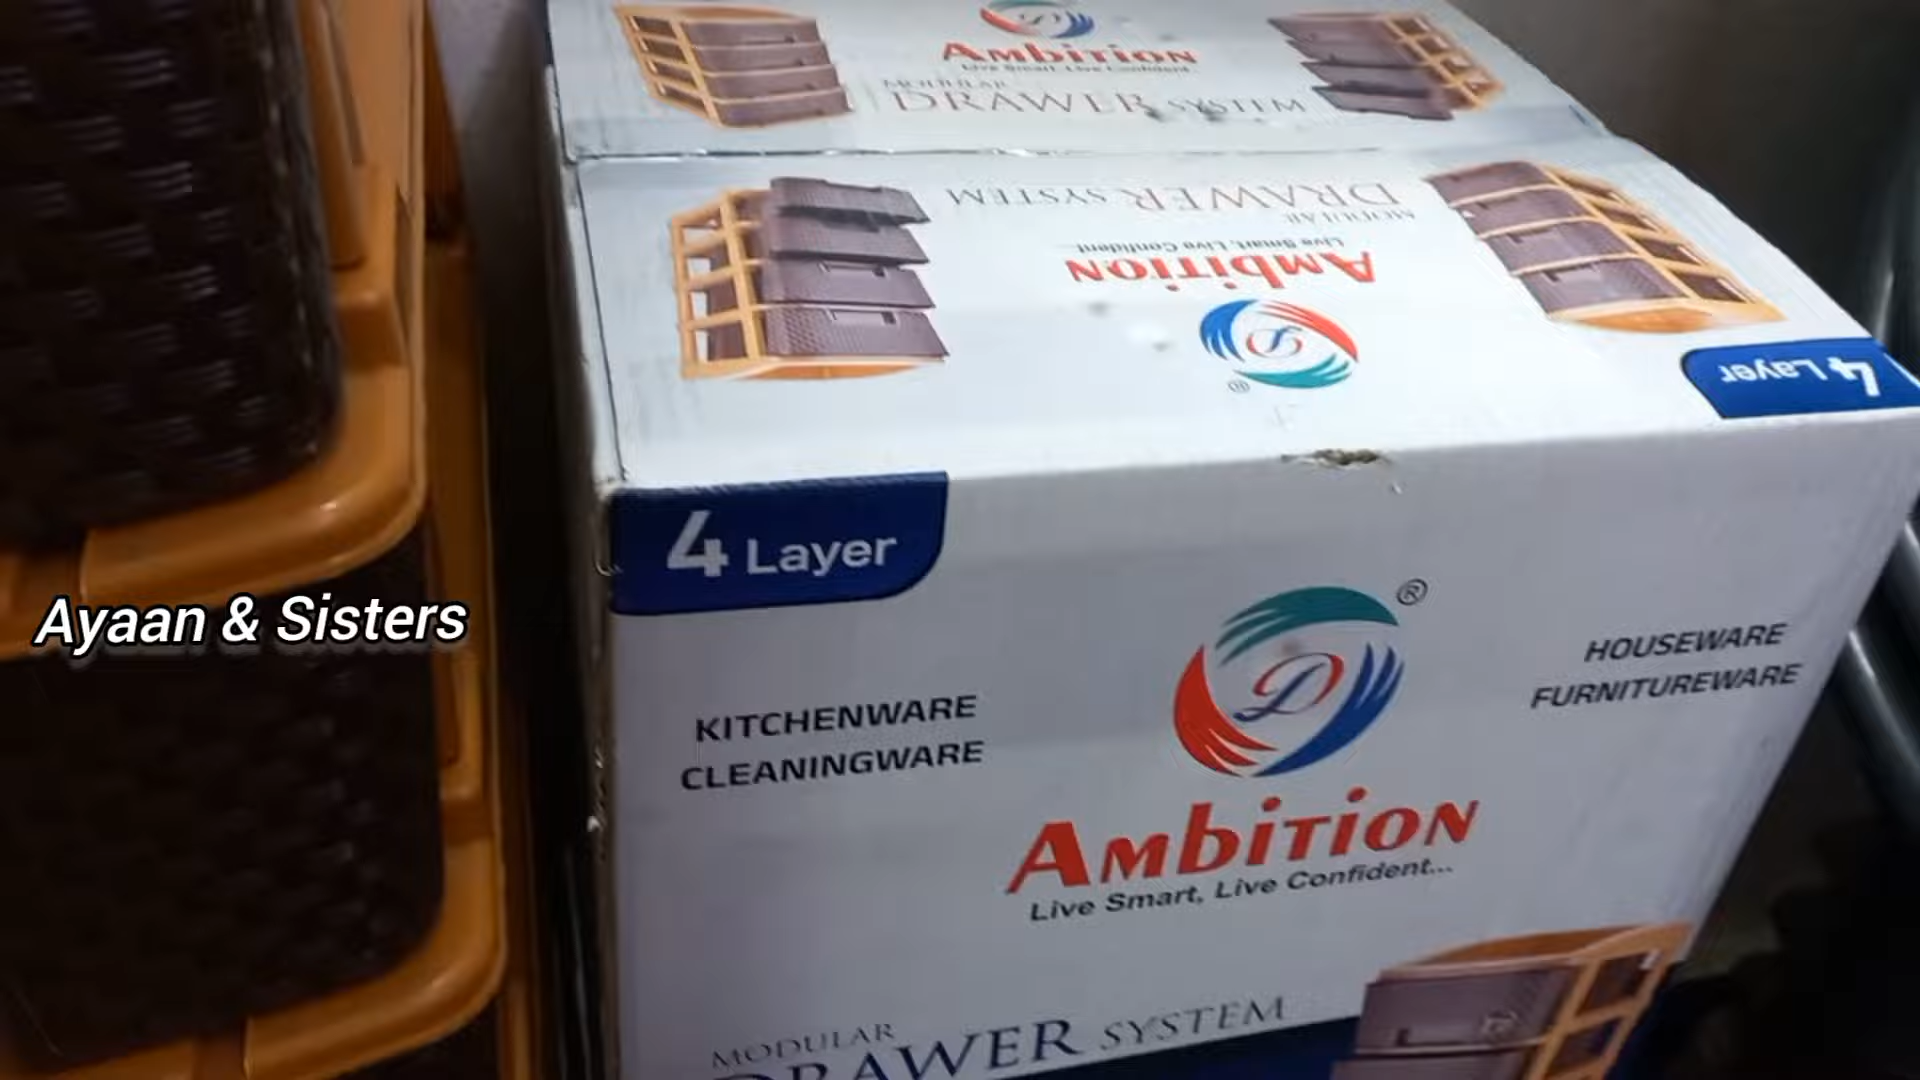 Ambition
Live Smart, Live Confident...
MODULAR
DRAWER SYSTEM
MODULAR
DRAWER SYSTEM
Live Smart, Live Confident...
Ambition
D
®
4 Layer
4 Layer
®
D
KITCHENWARE
CLEANINGWARE
HOUSEWARE
FURNITUREWARE
Ambition
Live Smart, Live Confident...
MODULAR
DRAWER SYSTEM
Ayaan & Sisters